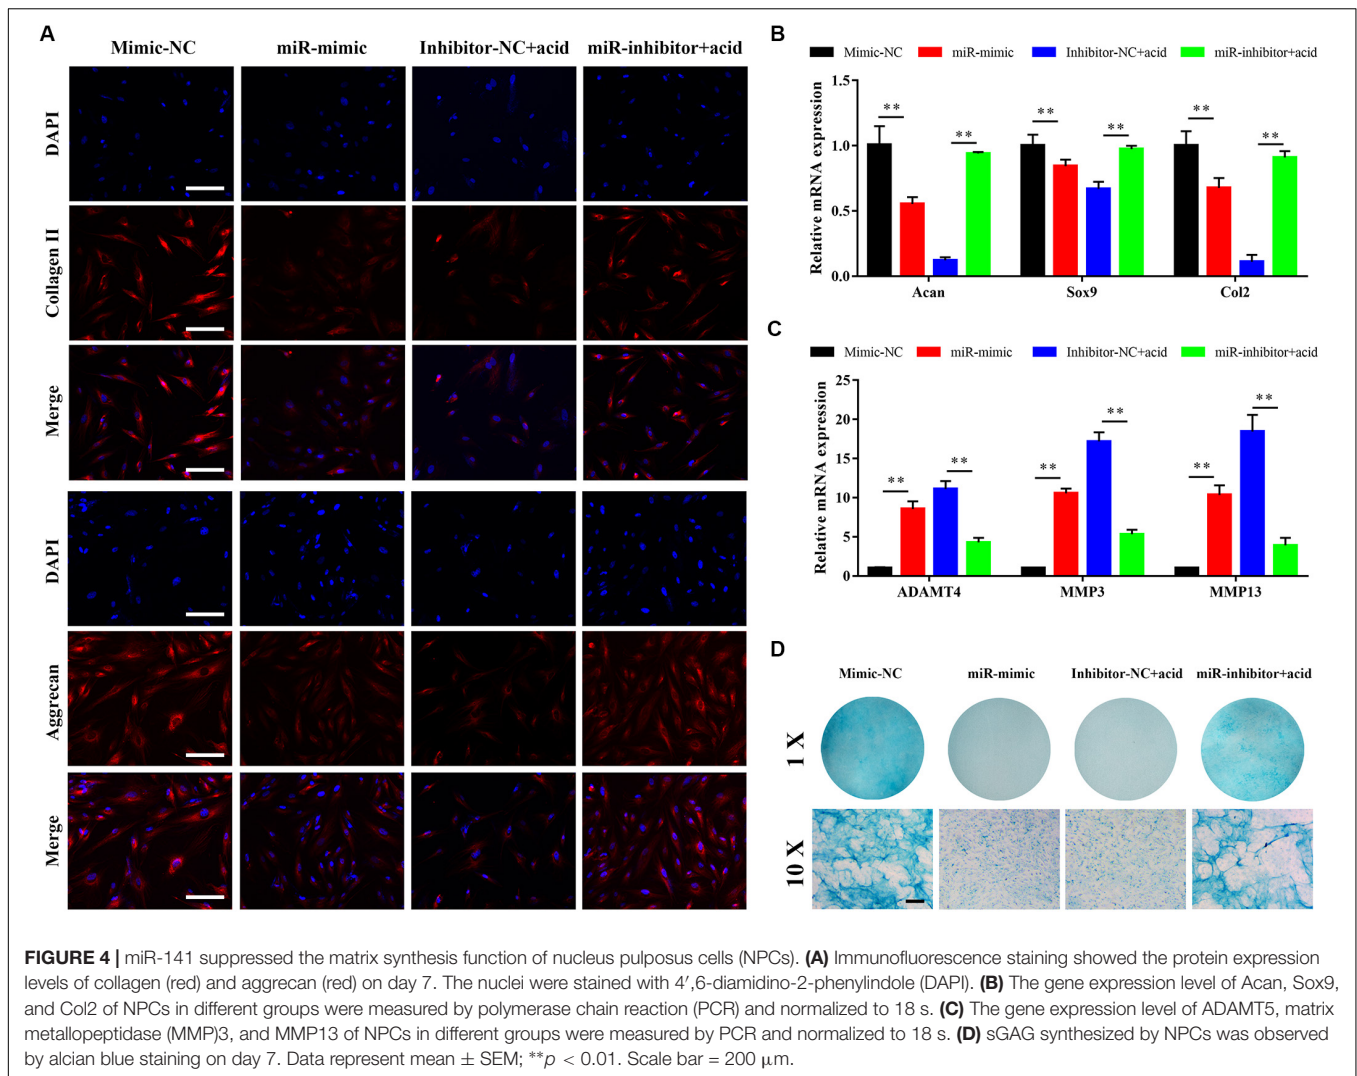 A
Mimic-NC miR-mimic Inhibitor-NC+acid miR-inhibitor+acid
DAPI
Collagen II
Merge
DAPI
Aggrecan
Merge
B
Mimic-NC miR-mimic Inhibitor-NC+acid miR-inhibitor+acid
Relative mRNA expression
1.5
1.0
0.5
0.0
** ** ** ** ** **
Acan Sox9 Col2
C
Mimic-NC miR-mimic Inhibitor-NC+acid miR-inhibitor+acid
Relative mRNA expression
25
20
15
10
5
0
** ** ** ** ** **
ADAMT4 MMP3 MMP13
D
Mimic-NC miR-mimic Inhibitor-NC+acid miR-inhibitor+acid
1 X
10 X
FIGURE 4 | miR-141 suppressed the matrix synthesis function of nucleus pulposus cells (NPCs). (A) Immunofluorescence staining showed the protein expression
levels of collagen (red) and aggrecan (red) on day 7. The nuclei were stained with 4′,6-diamidino-2-phenylindole (DAPI). (B) The gene expression level of Acan, Sox9,
and Col2 of NPCs in different groups were measured by polymerase chain reaction (PCR) and normalized to 18 s. (C) The gene expression level of ADAMT5, matrix
metallopeptidase (MMP)3, and MMP13 of NPCs in different groups were measured by PCR and normalized to 18 s. (D) sGAG synthesized by NPCs was observed
by alcian blue staining on day 7. Data represent mean ± SEM; **p < 0.01. Scale bar = 200 μm.